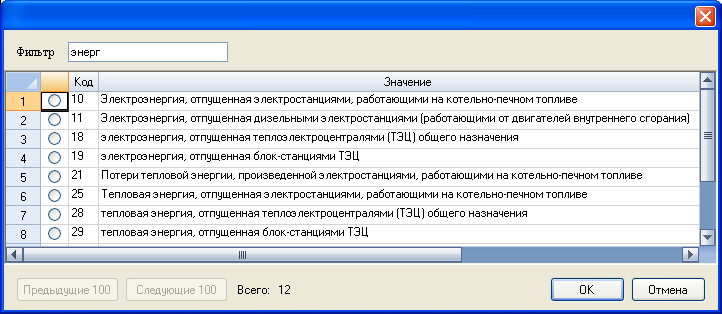 Фильтр энерг
Код Значение
1 10 Электроэнергия, отпущенная электростанциями, работающими на котельно-печном топливе
2 11 Электроэнергия, отпущенная дизельными электростанциями (работающими от двигателей внутреннего сгорания)
3 18 электроэнергия, отпущенная теплоэлектроцентралями (ТЭЦ) общего назначения
4 19 электроэнергия, отпущенная блок-станциями ТЭЦ
5 21 Потери тепловой энергии, произведенной электростанциями, работающими на котельно-печном топливе
6 25 Тепловая энергия, отпущенная электростанциями, работающими на котельно-печном топливе
7 28 тепловая энергия, отпущенная теплоэлектроцентралями (ТЭЦ) общего назначения
8 29 тепловая энергия, отпущенная блок-станциями ТЭЦ
Предыдущие 100 Следующие 100 Всего: 12 OK Отмена